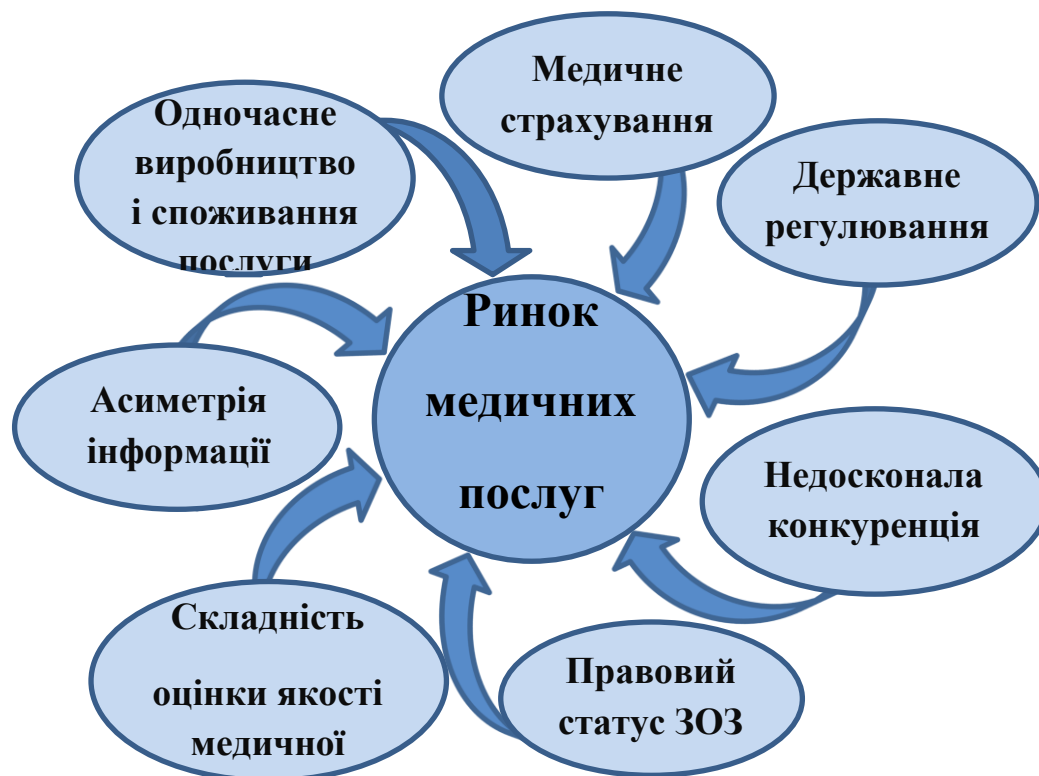 Медичне
страхування
Державне
регулювання
Недосконала
конкуренція
Правовий
статус ЗОЗ
Складність
оцінки якості
медичної
Асиметрія
інформації
Одночасне
виробництво
і споживання
послуги
Ринок
медичних
послуг